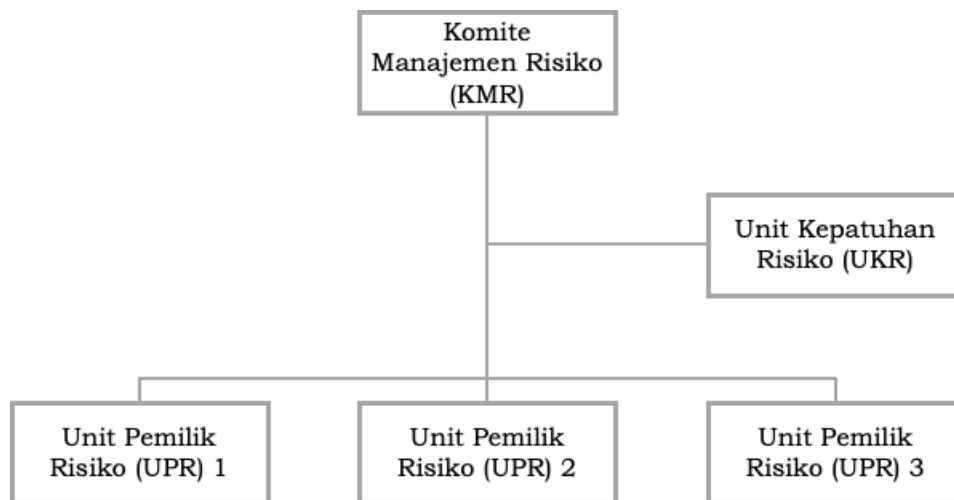 Komite
Manajemen Risiko
(KMR)
Unit Kepatuhan
Risiko (UKR)
Unit Pemilik
Risiko (UPR) 1
Unit Pemilik
Risiko (UPR) 2
Unit Pemilik
Risiko (UPR) 3